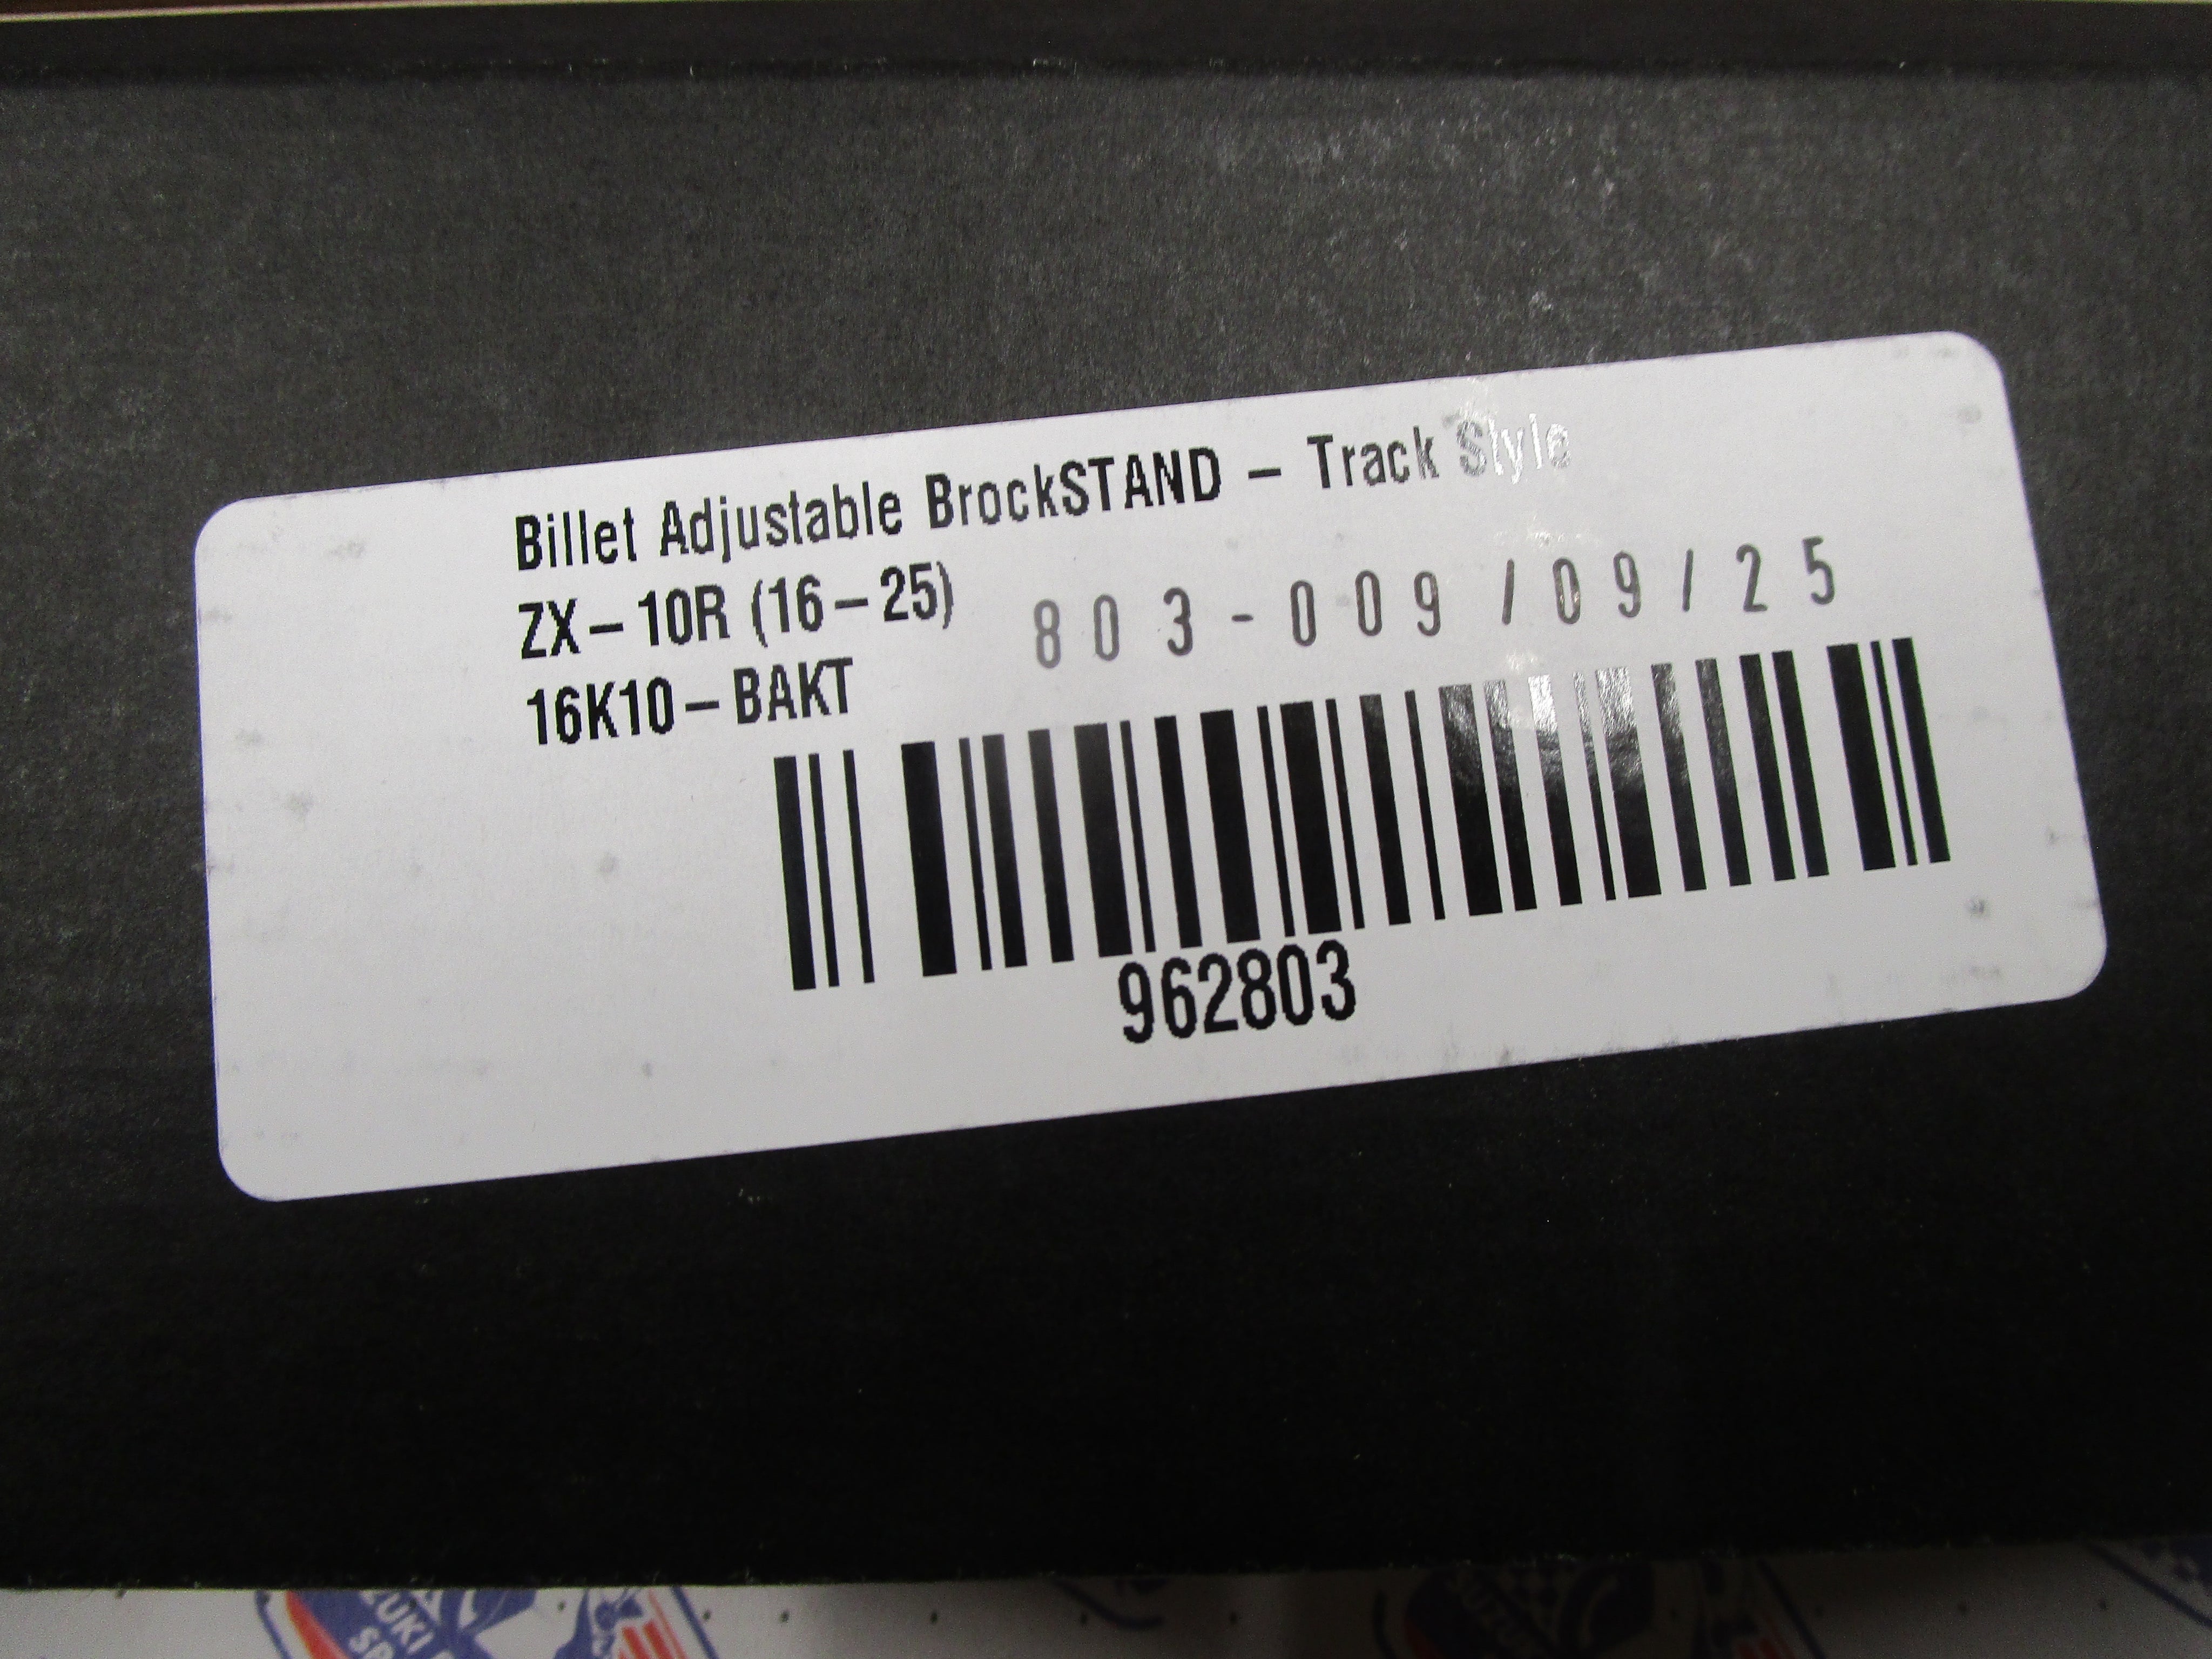 Billet Adjustable BrockSTAND – Track Style
ZX–10R (16–25)
803-009/09/25
16K10–BAKT
962803